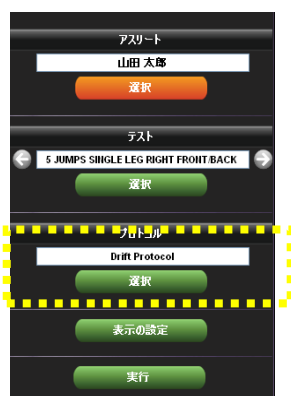 アスリート
山田 太郎
選択
テスト
5 JUMPS SINGLE LEG RIGHT FRONT/BACK
選択
プロトコル
Drift Protocol
選択
表示の設定
実行